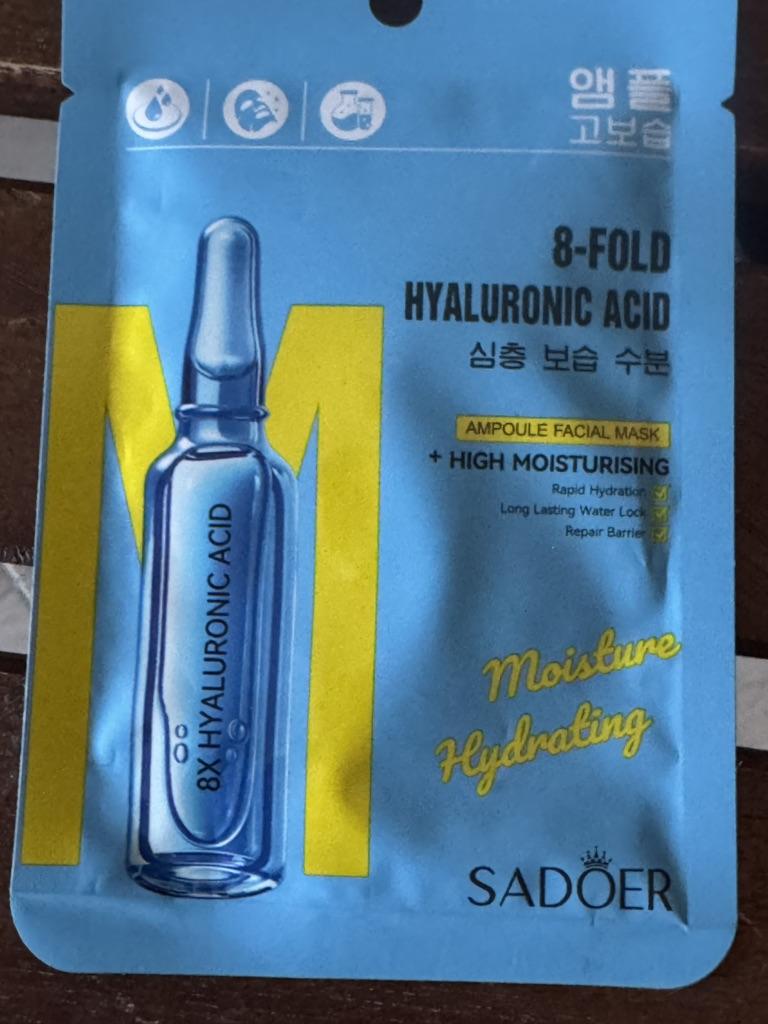 앰플
고보습
8-FOLD
HYALURONIC ACID
심층 보습 수분
AMPOULE FACIAL MASK
+ HIGH MOISTURISING
Rapid Hydration
Long Lasting Water Lock
Repair Barrier
M
8X HYALURONIC ACID
Moisture
Hydrating
SADOER